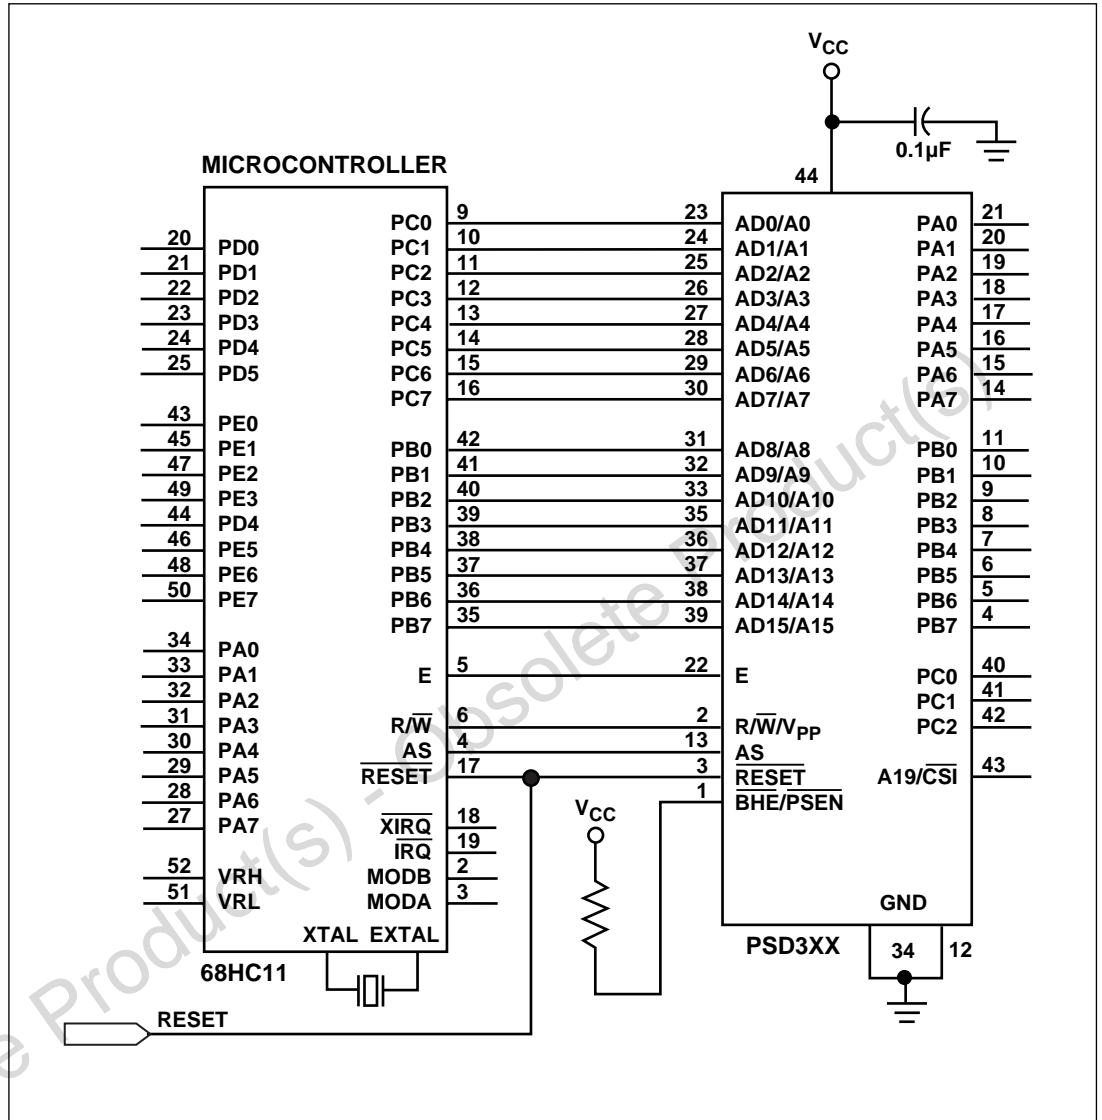 VCC
0.1µF
44
MICROCONTROLLER
20 PD0
21 PD1
22 PD2
23 PD3
24 PD4
25 PD5
43 PE0
45 PE1
47 PE2
49 PE3
44 PD4
46 PE5
48 PE6
50 PE7
34 PA0
33 PA1
32 PA2
31 PA3
30 PA4
29 PA5
28 PA6
27 PA7
52 VRH
51 VRL
PC0 9
PC1 10
PC2 11
PC3 12
PC4 13
PC5 14
PC6 15
PC7 16
PB0 42
PB1 41
PB2 40
PB3 39
PB4 38
PB5 37
PB6 36
PB7 35
E 5
R/W̅ 6
AS 4
R̅E̅S̅E̅T̅ 17
X̅I̅R̅Q̅ 18
I̅R̅Q̅ 19
MODB 2
MODA 3
XTAL EXTAL
68HC11
RESET
VCC
23 AD0/A0
24 AD1/A1
25 AD2/A2
26 AD3/A3
27 AD4/A4
28 AD5/A5
29 AD6/A6
30 AD7/A7
31 AD8/A8
32 AD9/A9
33 AD10/A10
35 AD11/A11
36 AD12/A12
37 AD13/A13
38 AD14/A14
39 AD15/A15
22 E
2 R/W̅/VPP
13 AS
3 R̅E̅S̅E̅T̅
1 B̅H̅E̅/P̅S̅E̅N̅
PA0 21
PA1 20
PA2 19
PA3 18
PA4 17
PA5 16
PA6 15
PA7 14
PB0 11
PB1 10
PB2 9
PB3 8
PB4 7
PB5 6
PB6 5
PB7 4
PC0 40
PC1 41
PC2 42
A19/C̅S̅I̅ 43
GND
34 12
PSD3XX
e Product(s) - Obsolete Product(s)